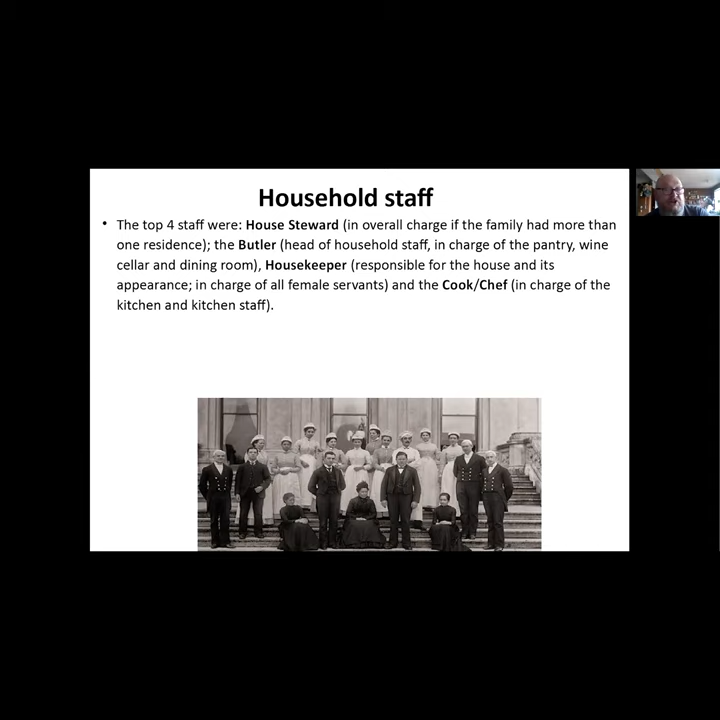 Household staff
• The top 4 staff were: House Steward (in overall charge if the family had more than
one residence); the Butler (head of household staff, in charge of the pantry, wine
cellar and dining room), Housekeeper (responsible for the house and its
appearance; in charge of all female servants) and the Cook/Chef (in charge of the
kitchen and kitchen staff).